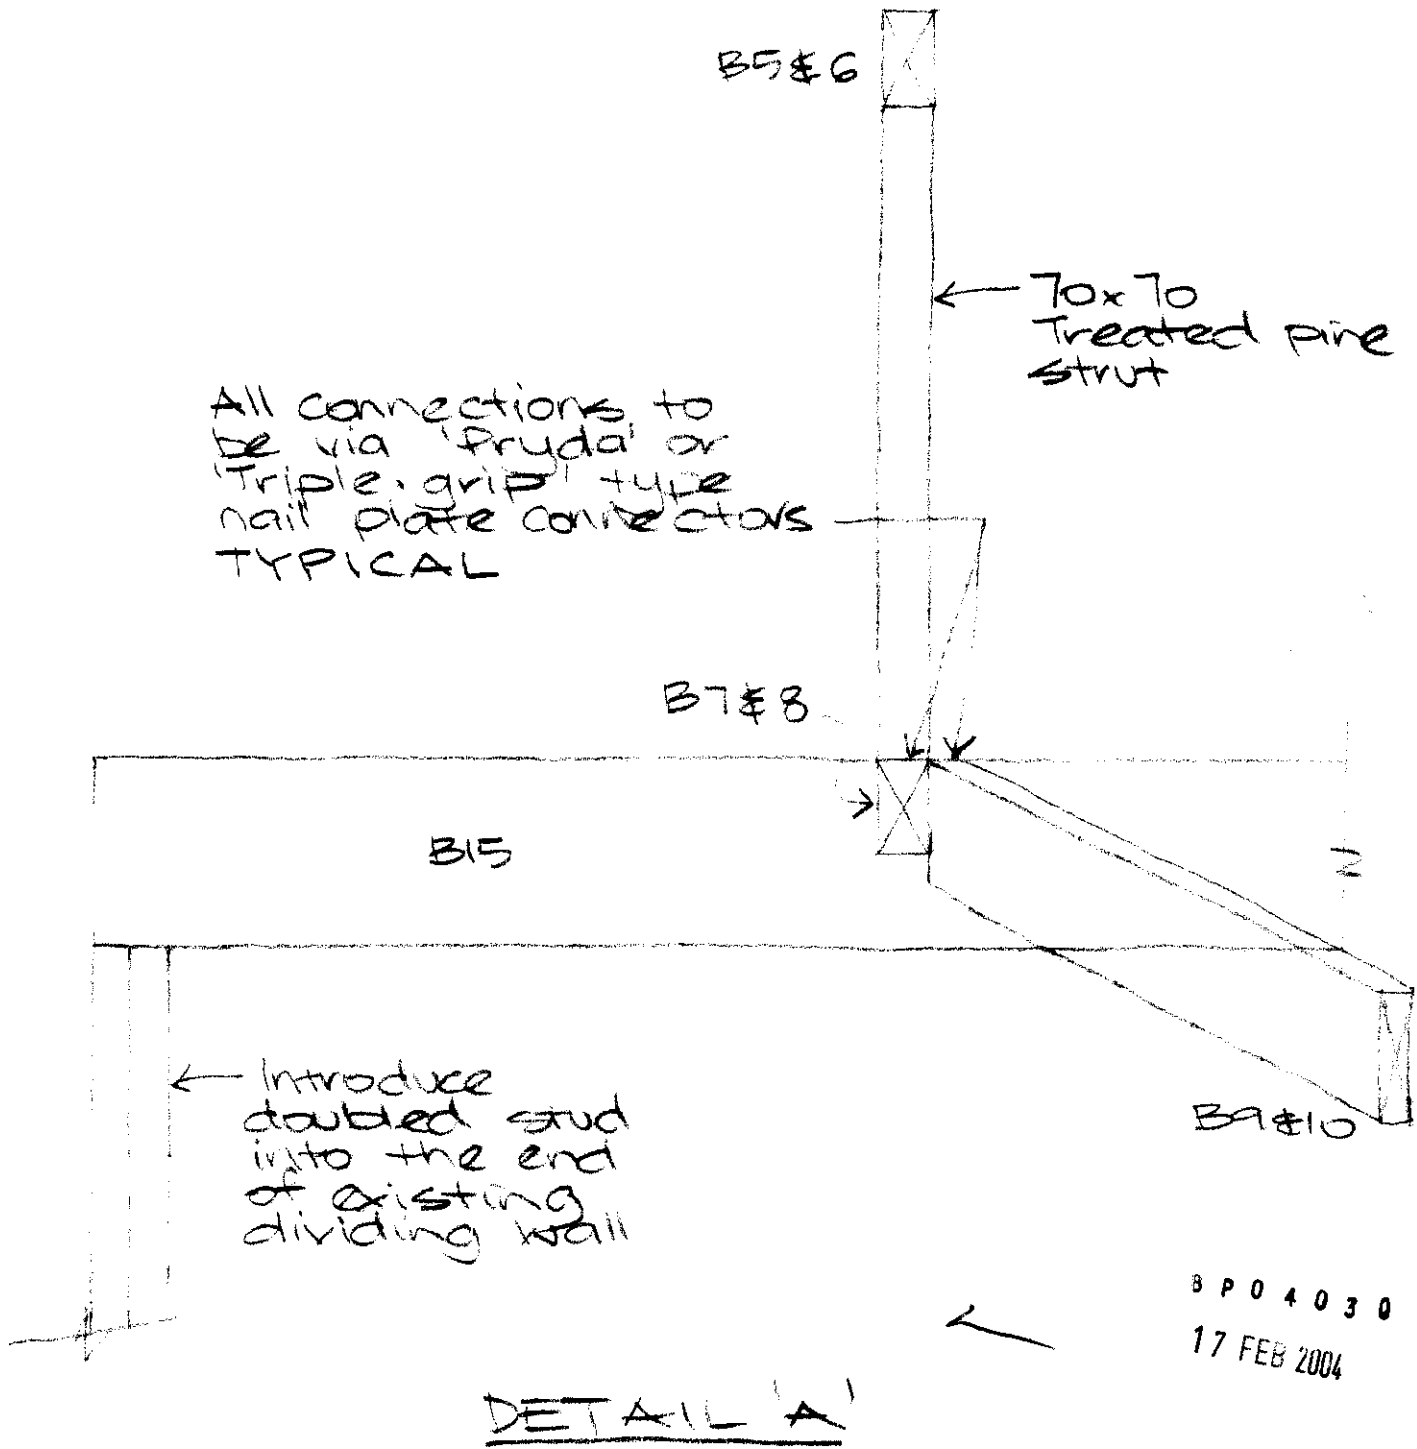 B5 & 6
70x70
Treated pine
strut
All connections to
be via 'Pryda' or
'Triple-grip' type
nail plate connectors
TYPICAL
B7 & 8
B15
Introduce
doubled stud
into the end
of existing
dividing wall
B9 & 10
BP04030
17 FEB 2004
DETAIL 'A'